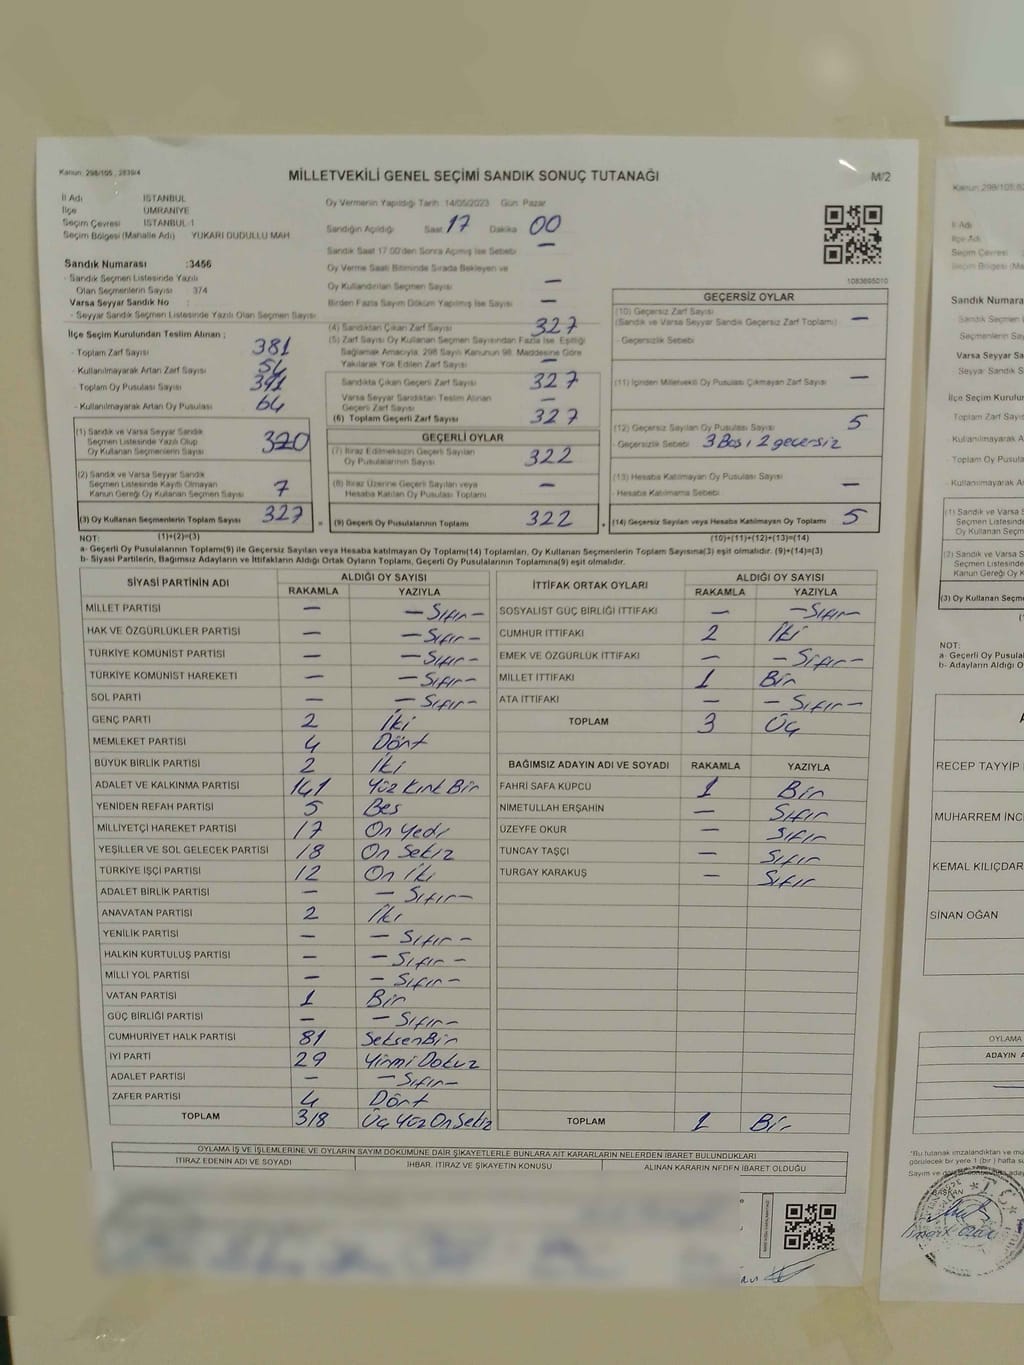 Kanun: 298/105, 2839/4
MİLLETVEKİLİ GENEL SEÇİMİ SANDIK SONUÇ TUTANAĞI
M/2
İl Adı İSTANBUL
İlçe ÜMRANİYE
Seçim Çevresi İSTANBUL-1
Seçim Bölgesi (Mahalle Adı) YUKARI DUDULLU MAH
Sandık Numarası :3456
- Sandık Seçmen Listesinde Yazılı
Olan Seçmenlerin Sayısı 374
Varsa Seyyar Sandık No :
- Seyyar Sandık Seçmen Listesinde Yazılı Olan Seçmen Sayısı:
İlçe Seçim Kurulundan Teslim Alınan ;
- Toplam Zarf Sayısı 381
- Kullanılmayarak Artan Zarf Sayısı 54
- Toplam Oy Pusulası Sayısı 391
- Kullanılmayarak Artan Oy Pusulası 64
(1) Sandık ve Varsa Seyyar Sandık
Seçmen Listesinde Yazılı Olup
Oy Kullanan Seçmenlerin Sayısı 320
(2) Sandık ve Varsa Seyyar Sandık
Seçmen Listesinde Kayıtlı Olmayan
Kanun Gereği Oy Kullanan Seçmen Sayısı 7
(3) Oy Kullanan Seçmenlerin Toplam Sayısı 327
Oy Vermenin Yapıldığı Tarih 14/05/2023 Gün Pazar
Sandığın Açıldığı Saat 17 Dakika 00
Sandık Saat 17:00'den Sonra Açmış İse Sebebi —
Oy Verme Saati Bitiminde Sırada Bekleyen ve
Oy Kullandırılan Seçmen Sayısı —
Birden Fazla Sayım Döküm Yapılmış İse Sayısı —
(4) Sandıktan Çıkan Zarf Sayısı 327
(5) Zarf Sayısı Oy Kullanan Seçmen Sayısından Fazla İse, Eşitliği
Sağlamak Amacıyla, 298 Sayılı Kanunun 98. Maddesine Göre
Yakılarak Yok Edilen Zarf Sayısı —
Sandıkta Çıkan Geçerli Zarf Sayısı 327
Varsa Seyyar Sandıktan Teslim Alınan
Geçerli Zarf Sayısı —
(6) Toplam Geçerli Zarf Sayısı 327
GEÇERLİ OYLAR
(7) İtiraz Edilmeksizin Geçerli Sayılan
Oy Pusulalarının Sayısı 322
(8) İtiraz Üzerine Geçerli Sayılan veya
Hesaba Katılan Oy Pusulası Toplamı —
(9) Geçerli Oy Pusulalarının Toplamı 322
1083695010
GEÇERSİZ OYLAR
(10) Geçersiz Zarf Sayısı
(Sandık ve Varsa Seyyar Sandık Geçersiz Zarf Toplamı) —
- Geçersizlik Sebebi
(11) İçinden Milletvekili Oy Pusulası Çıkmayan Zarf Sayısı —
(12) Geçersiz Sayılan Oy Pusulası Sayısı 5
- Geçersizlik Sebebi 3 Boş, 2 geçersiz
(13) Hesaba Katılmayan Oy Pusulası Sayısı
- Hesaba Katılmama Sebebi: —
(14) Geçersiz Sayılan veya Hesaba Katılmayan Oy Toplamı 5
NOT: (1)+(2)=(3) (10)+(11)+(12)+(13)=(14)
a- Geçerli Oy Pusulalarının Toplamı(9) ile Geçersiz Sayılan veya Hesaba katılmayan Oy Toplamı(14) Toplamları, Oy Kullanan Seçmenlerin Toplam Sayısına(3) eşit olmalıdır. (9)+(14)=(3)
b- Siyasi Partilerin, Bağımsız Adayların ve İttifakların Aldığı Ortak Oyların Toplamı, Geçerli Oy Pusulalarının Toplamına(9) eşit olmalıdır.
SİYASİ PARTİNİN ADI ALDIĞI OY SAYISI
RAKAMLA YAZIYLA
MİLLET PARTİSİ — — Sıfır —
HAK VE ÖZGÜRLÜKLER PARTİSİ — — Sıfır —
TÜRKİYE KOMÜNİST PARTİSİ — — Sıfır —
TÜRKİYE KOMÜNİST HAREKETİ — — Sıfır —
SOL PARTİ — — Sıfır —
GENÇ PARTİ 2 İki
MEMLEKET PARTİSİ 4 Dört
BÜYÜK BİRLİK PARTİSİ 2 İki
ADALET VE KALKINMA PARTİSİ 141 Yüz Kırk Bir
YENİDEN REFAH PARTİSİ 5 Beş
MİLLİYETÇİ HAREKET PARTİSİ 17 On Yedi
YEŞİLLER VE SOL GELECEK PARTİSİ 18 On Sekiz
TÜRKİYE İŞÇİ PARTİSİ 12 On İki
ADALET BİRLİK PARTİSİ — — Sıfır —
ANAVATAN PARTİSİ 2 İki
YENİLİK PARTİSİ — — Sıfır —
HALKIN KURTULUŞ PARTİSİ — — Sıfır —
MİLLİ YOL PARTİSİ — — Sıfır —
VATAN PARTİSİ 1 Bir
GÜÇ BİRLİĞİ PARTİSİ — — Sıfır —
CUMHURİYET HALK PARTİSİ 81 Seksen Bir
İYİ PARTİ 29 Yirmi Dokuz
ADALET PARTİSİ — — Sıfır —
ZAFER PARTİSİ 4 Dört
TOPLAM 318 Üç Yüz On Sekiz
İTTİFAK ORTAK OYLARI ALDIĞI OY SAYISI
RAKAMLA YAZIYLA
SOSYALİST GÜÇ BİRLİĞİ İTTİFAKI — — Sıfır —
CUMHUR İTTİFAKI 2 İki
EMEK VE ÖZGÜRLÜK İTTİFAKI — — Sıfır —
MİLLET İTTİFAKI 1 Bir
ATA İTTİFAKI — — Sıfır —
TOPLAM 3 Üç
BAĞIMSIZ ADAYIN ADI VE SOYADI RAKAMLA YAZIYLA
FAHRİ SAFA KÜPCÜ 1 Bir
NİMETULLAH ERŞAHİN — Sıfır
ÜZEYFE OKUR — Sıfır
TUNCAY TAŞÇI — Sıfır
TURGAY KARAKUŞ — Sıfır
TOPLAM 1 Bir
OYLAMA İŞ VE İŞLEMLERİNE VE OYLARIN SAYIM DÖKÜMÜNE DAİR ŞİKAYETLERLE BUNLARA AİT KARARLARIN NELERDEN İBARET BULUNDUKLARI
İTİRAZ EDENİN ADI VE SOYADI İHBAR, İTİRAZ VE ŞİKAYETİN KONUSU ALINAN KARARIN NEDEN İBARET OLDUĞU
Kanun: 298/105,
İl Adı
İlçe Adı
Seçim Çevresi
Seçim Bölgesi (Mahalle
Sandık Numara
Sandık Seçmen
Seçmenlerin Say
Varsa Seyyar
Seyyar Sandık S
İlçe Seçim Kurulun
- Toplam Zarf Sayıs
- Kullanılmayarak
- Toplam Oy Pusula
- Kullanılmayarak
(1) Sandık ve Varsa S
Seçmen Listesinde
Oy Kullanan Seçme
(2) Sandık ve Varsa Sey
Seçmen Listesinde K
Kanun Gereği Oy K
(3) Oy Kullanan Seçme
NOT:
a- Geçerli Oy Pusula
b- Adayların Aldığı O
RECEP TAYYİP
MUHARREM İNC
KEMAL KILIÇDAR
SİNAN OĞAN
OYLAMA
ADAYIN A
BAŞKAN